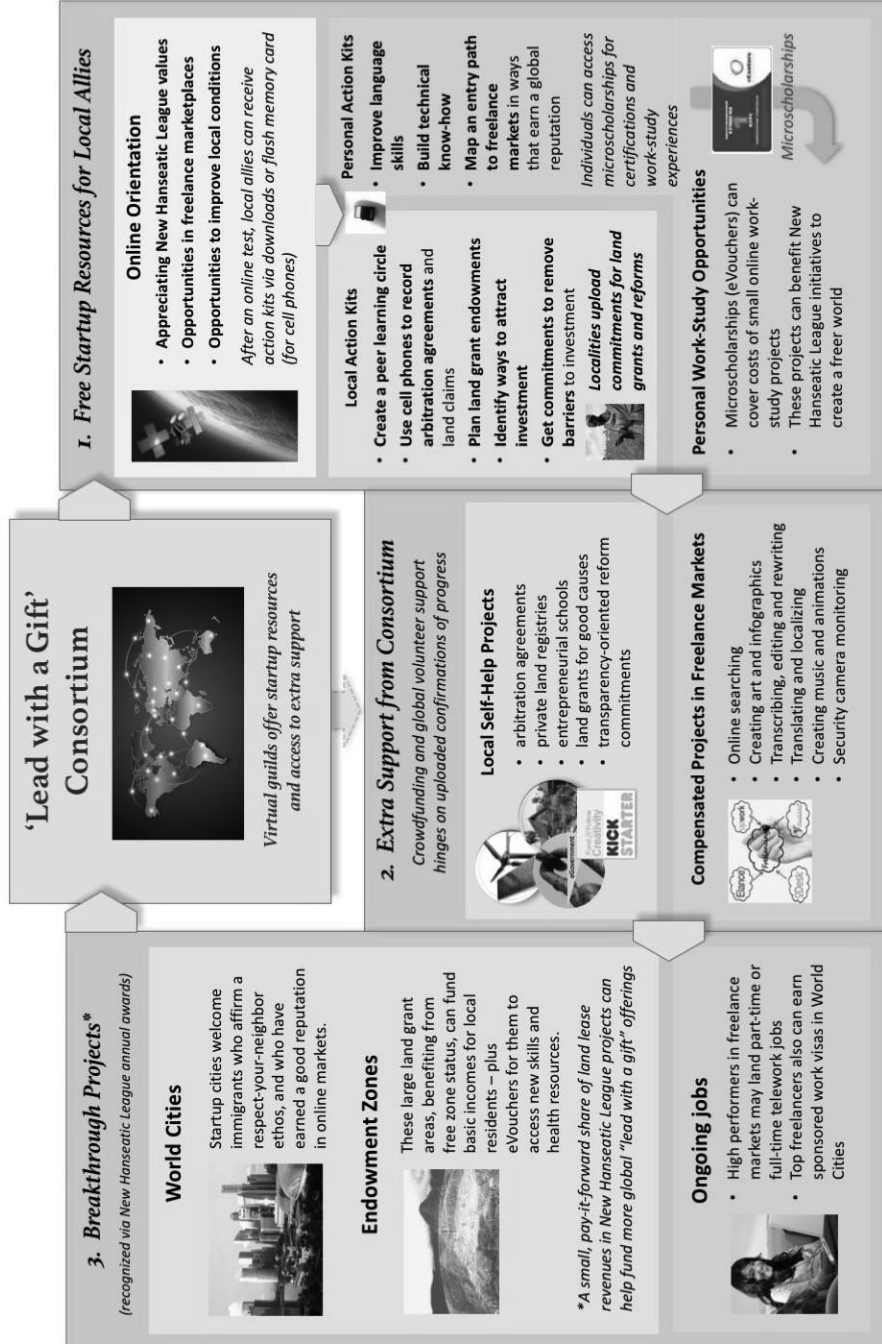 ‘Lead with a Gift’
Consortium
Virtual guilds offer startup resources
and access to extra support
1. Free Startup Resources for Local Allies
Online Orientation
• Appreciating New Hanseatic League values
• Opportunities in freelance marketplaces
• Opportunities to improve local conditions
After an online test, local allies can receive
action kits via downloads or flash memory card
(for cell phones)
Local Action Kits
• Create a peer learning circle
• Use cell phones to record
arbitration agreements and
land claims
• Plan land grant endowments
• Identify ways to attract
investment
• Get commitments to remove
barriers to investment
Localities upload
commitments for land
grants and reforms
Personal Action Kits
• Improve language
skills
• Build technical
know-how
• Map an entry path
to freelance
markets in ways
that earn a global
reputation
Individuals can access
microscholarships for
certifications and
work-study
experiences
Personal Work-Study Opportunities
• Microscholarships (eVouchers) can
cover costs of small online work-
study projects
• These projects can benefit New
Hanseatic League initiatives to
create a freer world
Microscholarships
2. Extra Support from Consortium
Crowdfunding and global volunteer support
hinges on uploaded confirmations of progress
Local Self-Help Projects
• arbitration agreements
• private land registries
• entrepreneurial schools
• land grants for good causes
• transparency-oriented reform
commitments
eGovernment
Creativity
KICK
STARTER
Compensated Projects in Freelance Markets
• Online searching
• Creating art and infographics
• Transcribing, editing and rewriting
• Translating and localizing
• Creating music and animations
• Security camera monitoring
Elance
3. Breakthrough Projects*
(recognized via New Hanseatic League annual awards)
World Cities
Startup cities welcome
immigrants who affirm a
respect-your-neighbor
ethos, and who have
earned a good reputation
in online markets.
Endowment Zones
These large land grant
areas, benefiting from
free zone status, can fund
basic incomes for local
residents – plus
eVouchers for them to
access new skills and
health resources.
*A small, pay-it-forward share of land lease
revenues in New Hanseatic League projects can
help fund more global “lead with a gift” offerings
Ongoing jobs
• High performers in freelance
markets may land part-time or
full-time telework jobs
• Top freelancers also can earn
sponsored work visas in World
Cities